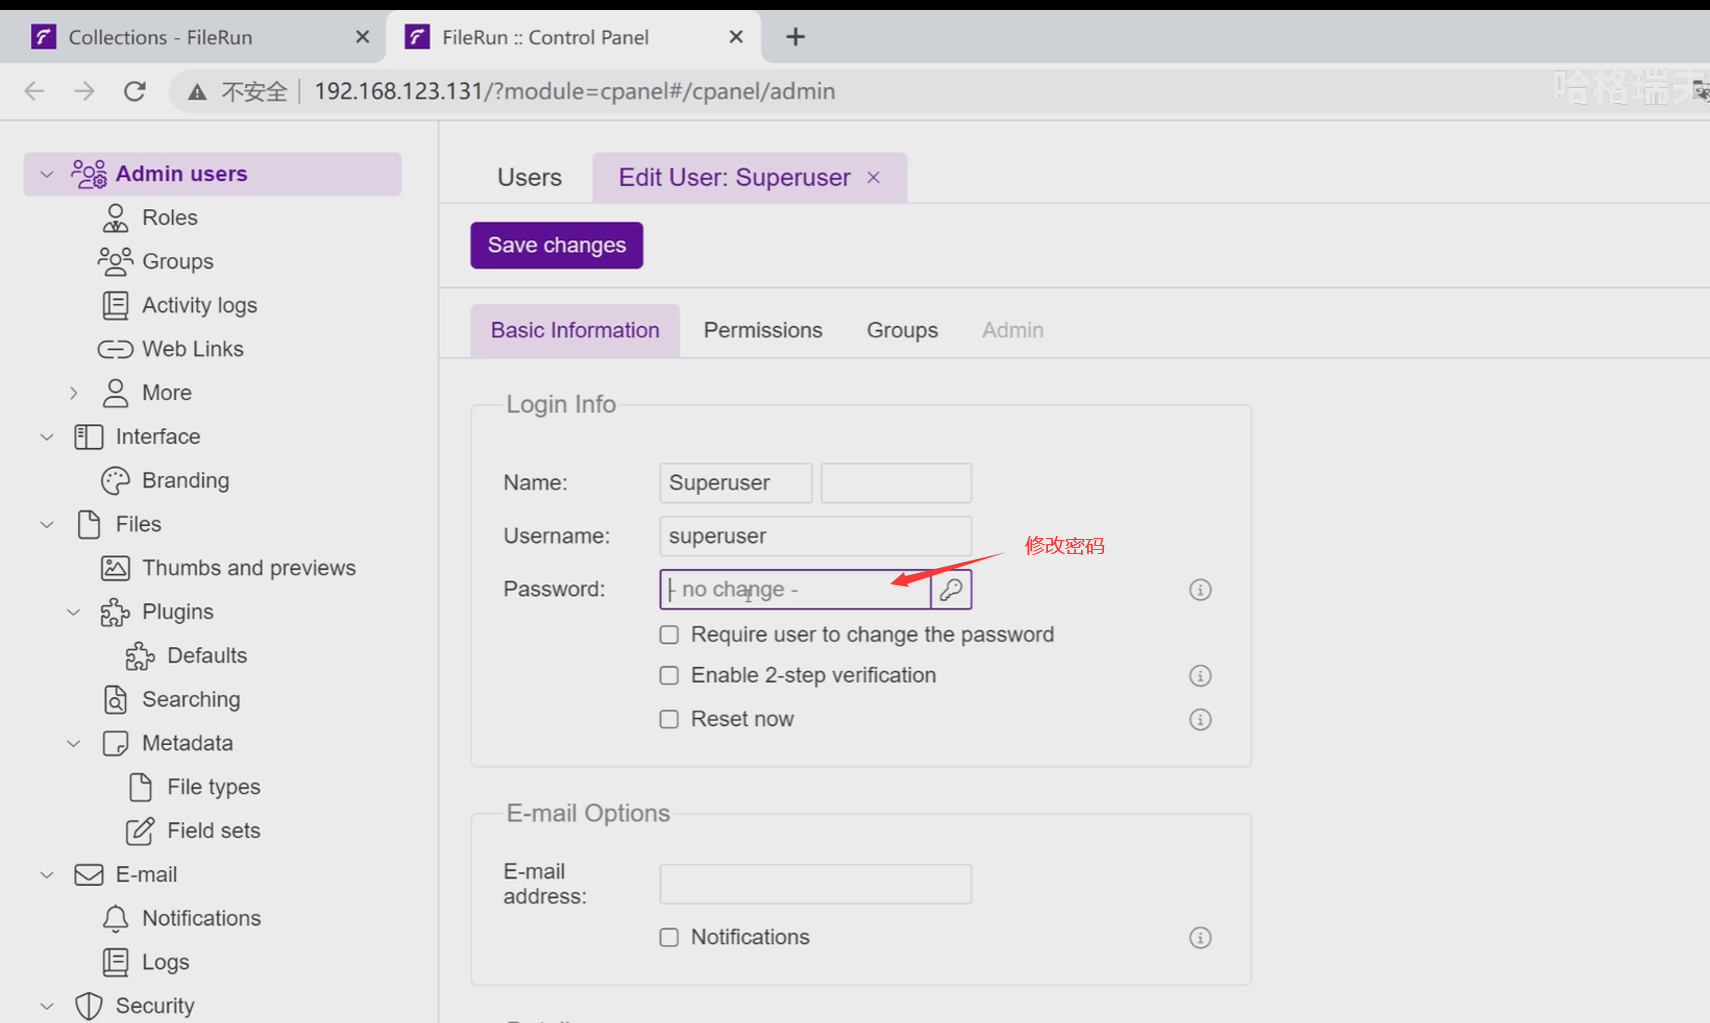 Collections - FileRun
FileRun :: Control Panel
不安全
192.168.123.131/?module=cpanel#/cpanel/admin
哈格瑞夫
Admin users
Roles
Groups
Activity logs
Web Links
More
Interface
Branding
Files
Thumbs and previews
Plugins
Defaults
Searching
Metadata
File types
Field sets
E-mail
Notifications
Logs
Security
Users
Edit User: Superuser
Save changes
Basic Information
Permissions
Groups
Admin
Login Info
Name:
Superuser
Username:
superuser
修改密码
Password:
- no change -
Require user to change the password
Enable 2-step verification
Reset now
E-mail Options
E-mail
address:
Notifications